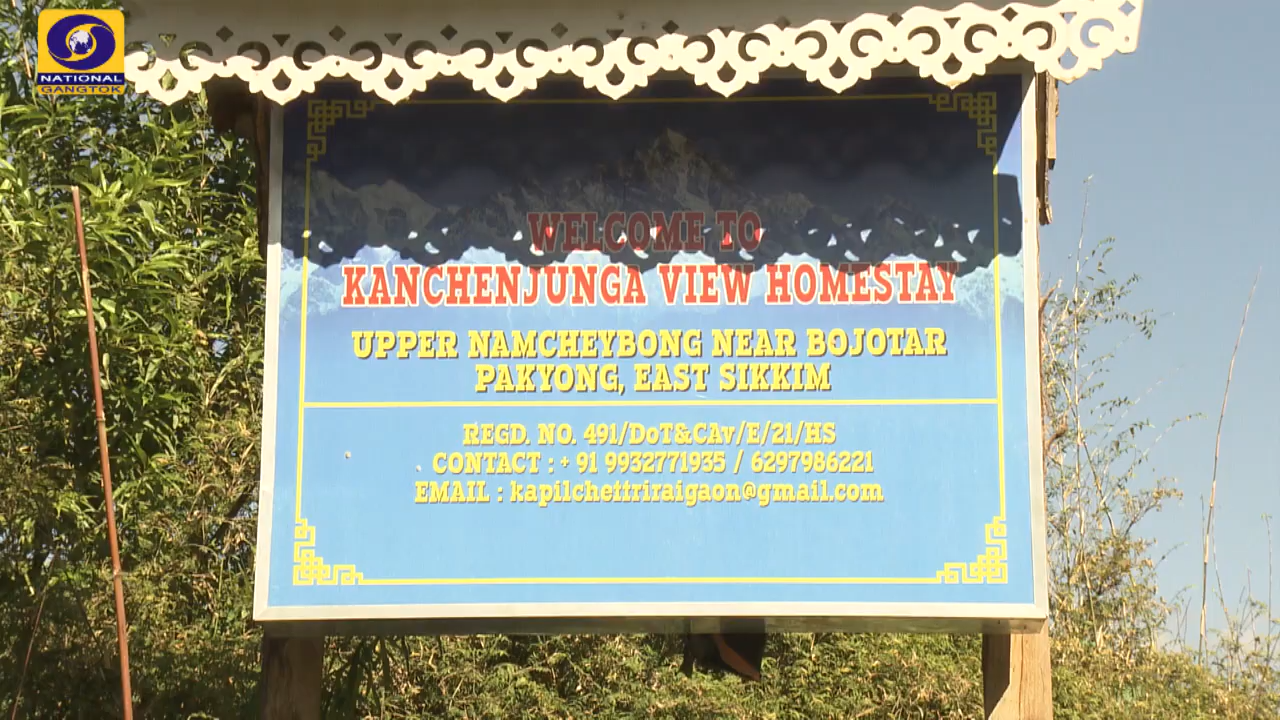 NATIONAL
GANGTOK
WELCOME TO
KANCHENJUNGA VIEW HOMESTAY
UPPER NAMCHEYBONG NEAR BOJOTAR
PAKYONG, EAST SIKKIM
REGD. NO. 491/DoT&CAv/E/21/HS
CONTACT : + 91 9932771935 / 6297986221
EMAIL : kapilchettriraigaon@gmail.com